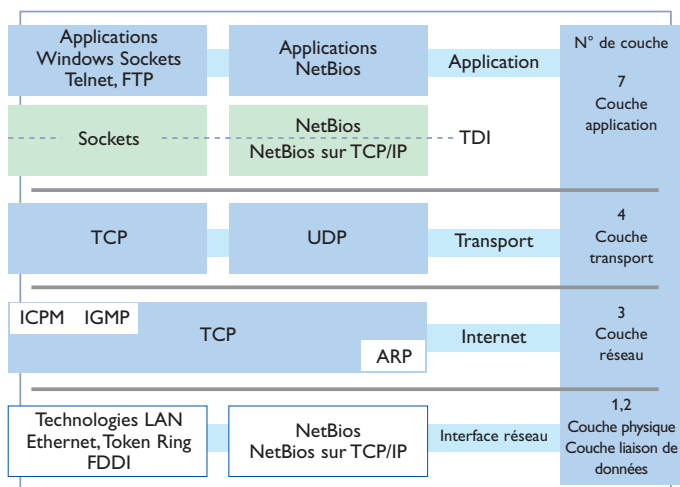 Applications
Windows Sockets
Telnet, FTP
Applications
NetBios
Application
N° de couche
7
Couche
application
Sockets
NetBios
NetBios sur TCP/IP
TDI
TCP
UDP
Transport
4
Couche
transport
ICPM IGMP
TCP
ARP
Internet
3
Couche
réseau
Technologies LAN
Ethernet, Token Ring
FDDI
NetBios
NetBios sur TCP/IP
Interface réseau
1,2
Couche physique
Couche liaison de
données